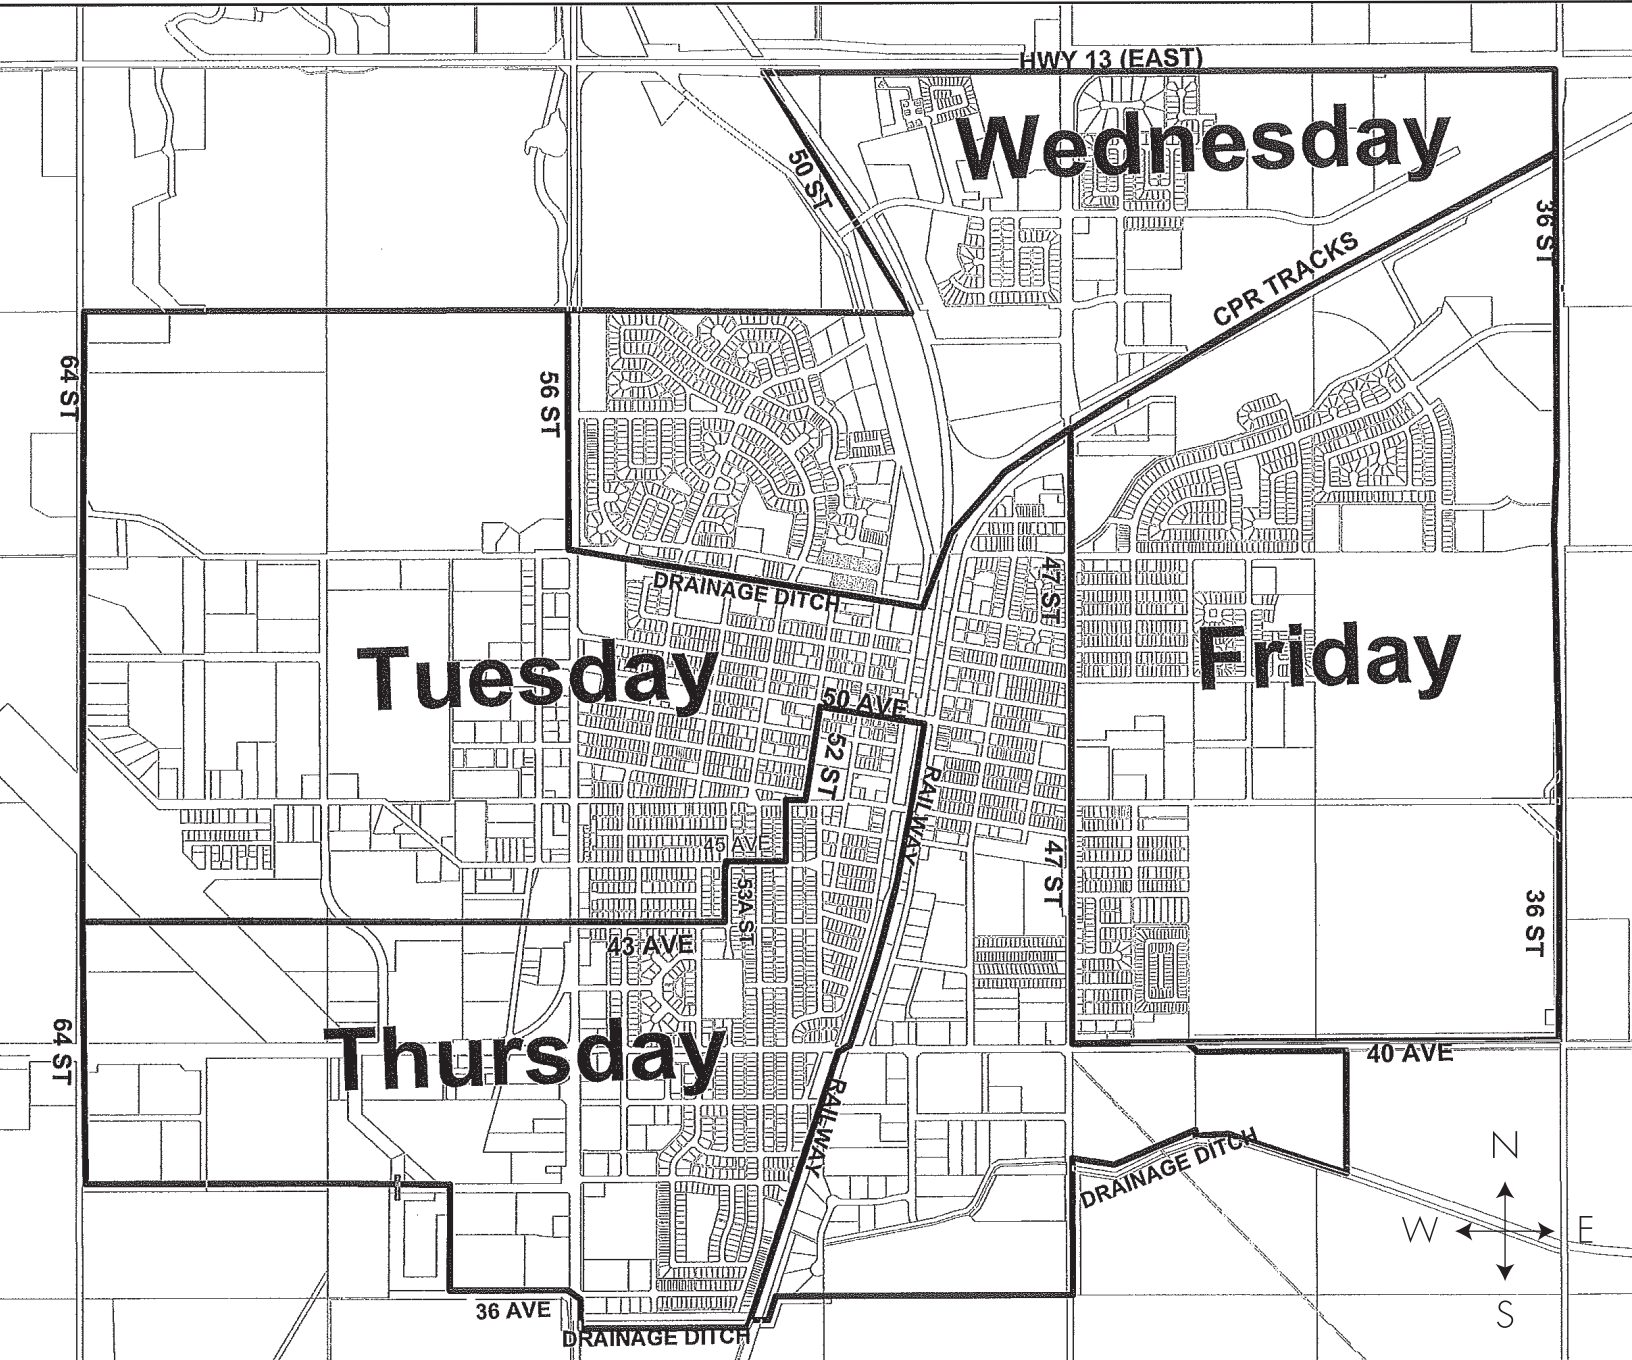 HWY 13 (EAST)
Wednesday
50 ST
36 ST
CPR TRACKS
64 ST
56 ST
DRAINAGE DITCH
47 ST
Tuesday
Friday
50 AVE
52 ST
RAILWAY
45 AVE
47 ST
53A ST
36 ST
43 AVE
Thursday
64 ST
40 AVE
RAILWAY
DRAINAGE DITCH
N
W E
S
36 AVE
DRAINAGE DITCH